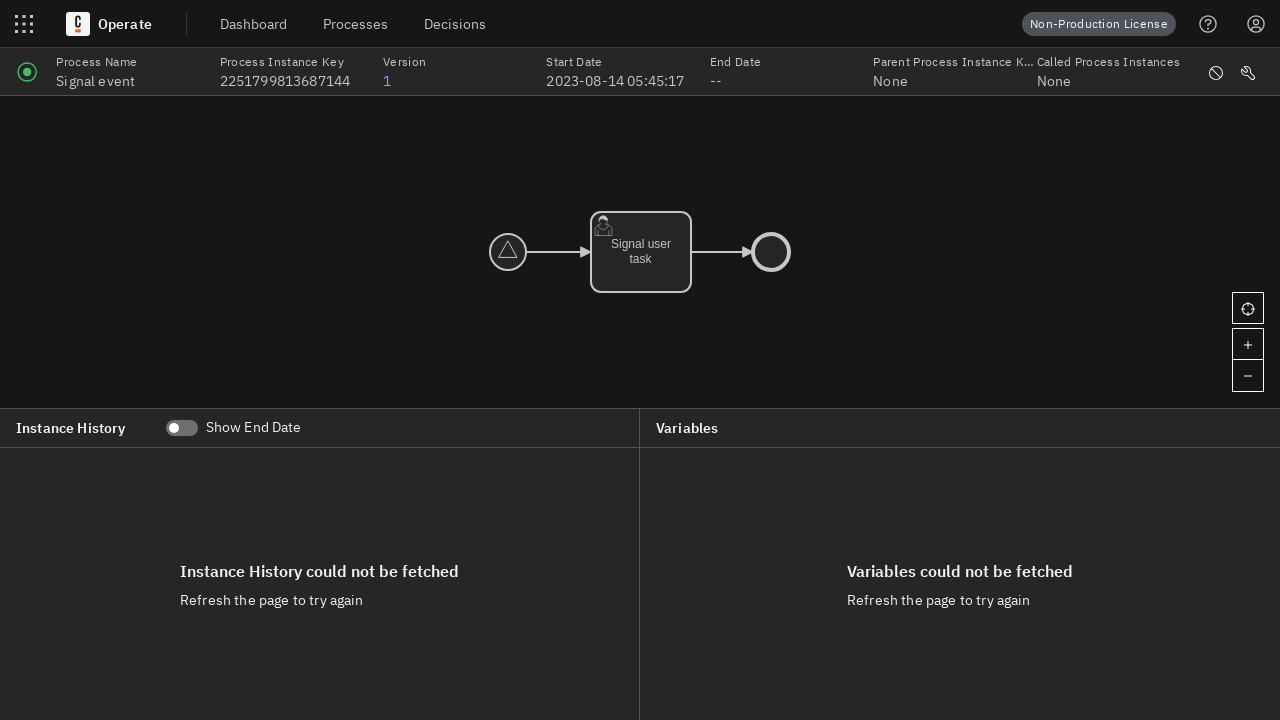 Operate
Dashboard
Processes
Decisions
Non-Production License
Process Name
Signal event
Process Instance Key
2251799813687144
Version
1
Start Date
2023-08-14 05:45:17
End Date
--
Parent Process Instance K...
None
Called Process Instances
None
Signal user
task
Instance History
Show End Date
Variables
Instance History could not be fetched
Refresh the page to try again
Variables could not be fetched
Refresh the page to try again